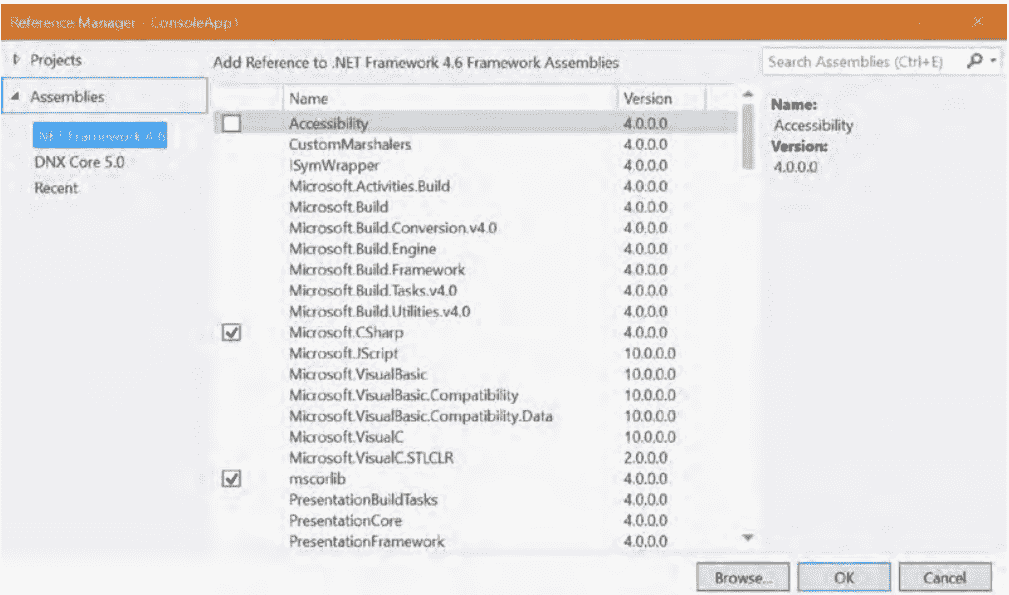 Reference Manager - ConsoleApp1
Projects
Add Reference to .NET Framework 4.6 Framework Assemblies
Search Assemblies (Ctrl+E)
Assemblies
.NET Framework 4.6
DNX Core 5.0
Recent
Name Version
Accessibility 4.0.0.0
CustomMarshalers 4.0.0.0
ISymWrapper 4.0.0.0
Microsoft.Activities.Build 4.0.0.0
Microsoft.Build 4.0.0.0
Microsoft.Build.Conversion.v4.0 4.0.0.0
Microsoft.Build.Engine 4.0.0.0
Microsoft.Build.Framework 4.0.0.0
Microsoft.Build.Tasks.v4.0 4.0.0.0
Microsoft.Build.Utilities.v4.0 4.0.0.0
Microsoft.CSharp 4.0.0.0
Microsoft.JScript 10.0.0.0
Microsoft.VisualBasic 10.0.0.0
Microsoft.VisualBasic.Compatibility 10.0.0.0
Microsoft.VisualBasic.Compatibility.Data 10.0.0.0
Microsoft.VisualC 10.0.0.0
Microsoft.VisualC.STLCLR 2.0.0.0
mscorlib 4.0.0.0
PresentationBuildTasks 4.0.0.0
PresentationCore 4.0.0.0
PresentationFramework 4.0.0.0
Name:
Accessibility
Version:
4.0.0.0
Browse... OK Cancel